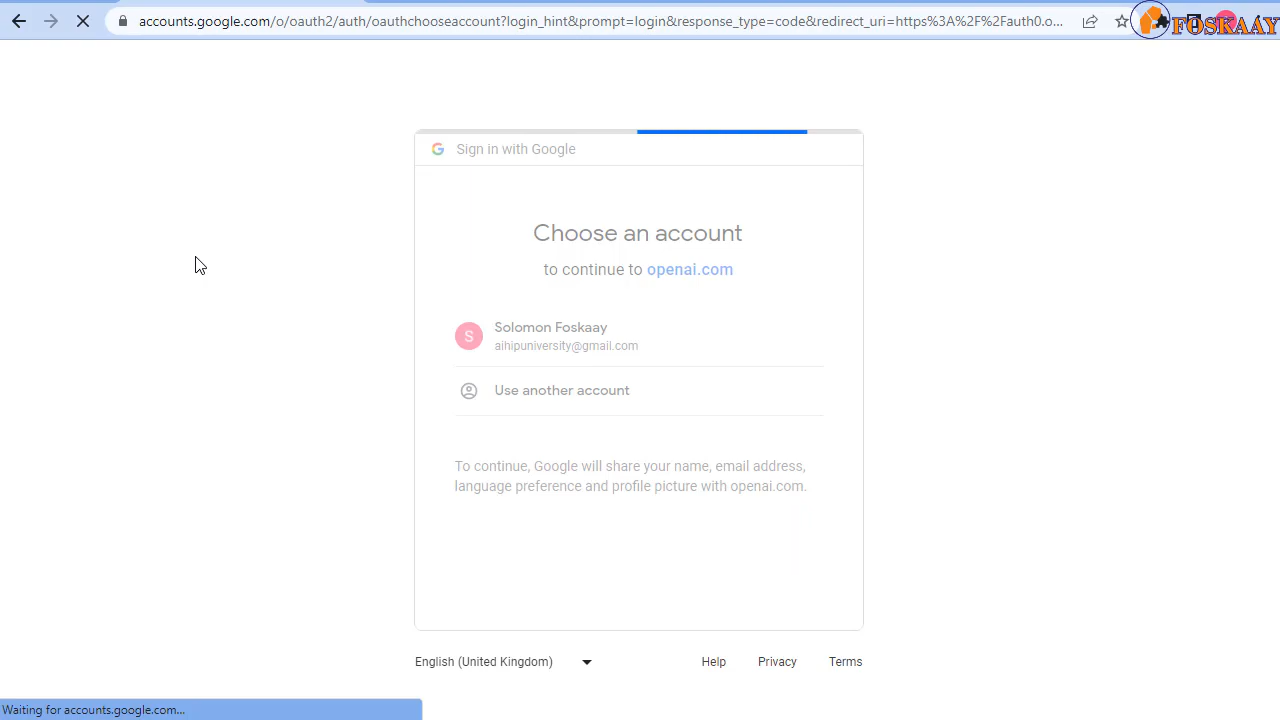 accounts.google.com/o/oauth2/auth/oauthchooseaccount?login_hint&prompt=login&response_type=code&redirect_uri=https%3A%2F%2Fauth0.o...
FOSKAAY
Sign in with Google
Choose an account
to continue to openai.com
S
Solomon Foskaay
aihipuniversity@gmail.com
Use another account
To continue, Google will share your name, email address,
language preference and profile picture with openai.com.
English (United Kingdom)
Help
Privacy
Terms
Waiting for accounts.google.com...